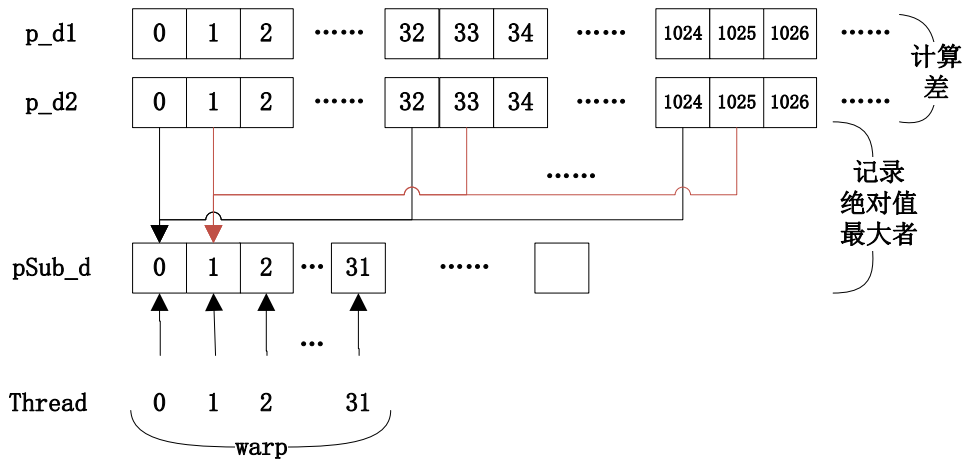 p_d1 0 1 2 …… 32 33 34 …… 1024 1025 1026 ……
计算
差
p_d2 0 1 2 …… 32 33 34 …… 1024 1025 1026 ……
……
记录
绝对值
最大者
pSub_d 0 1 2 … 31 ……
…
Thread 0 1 2 31
warp